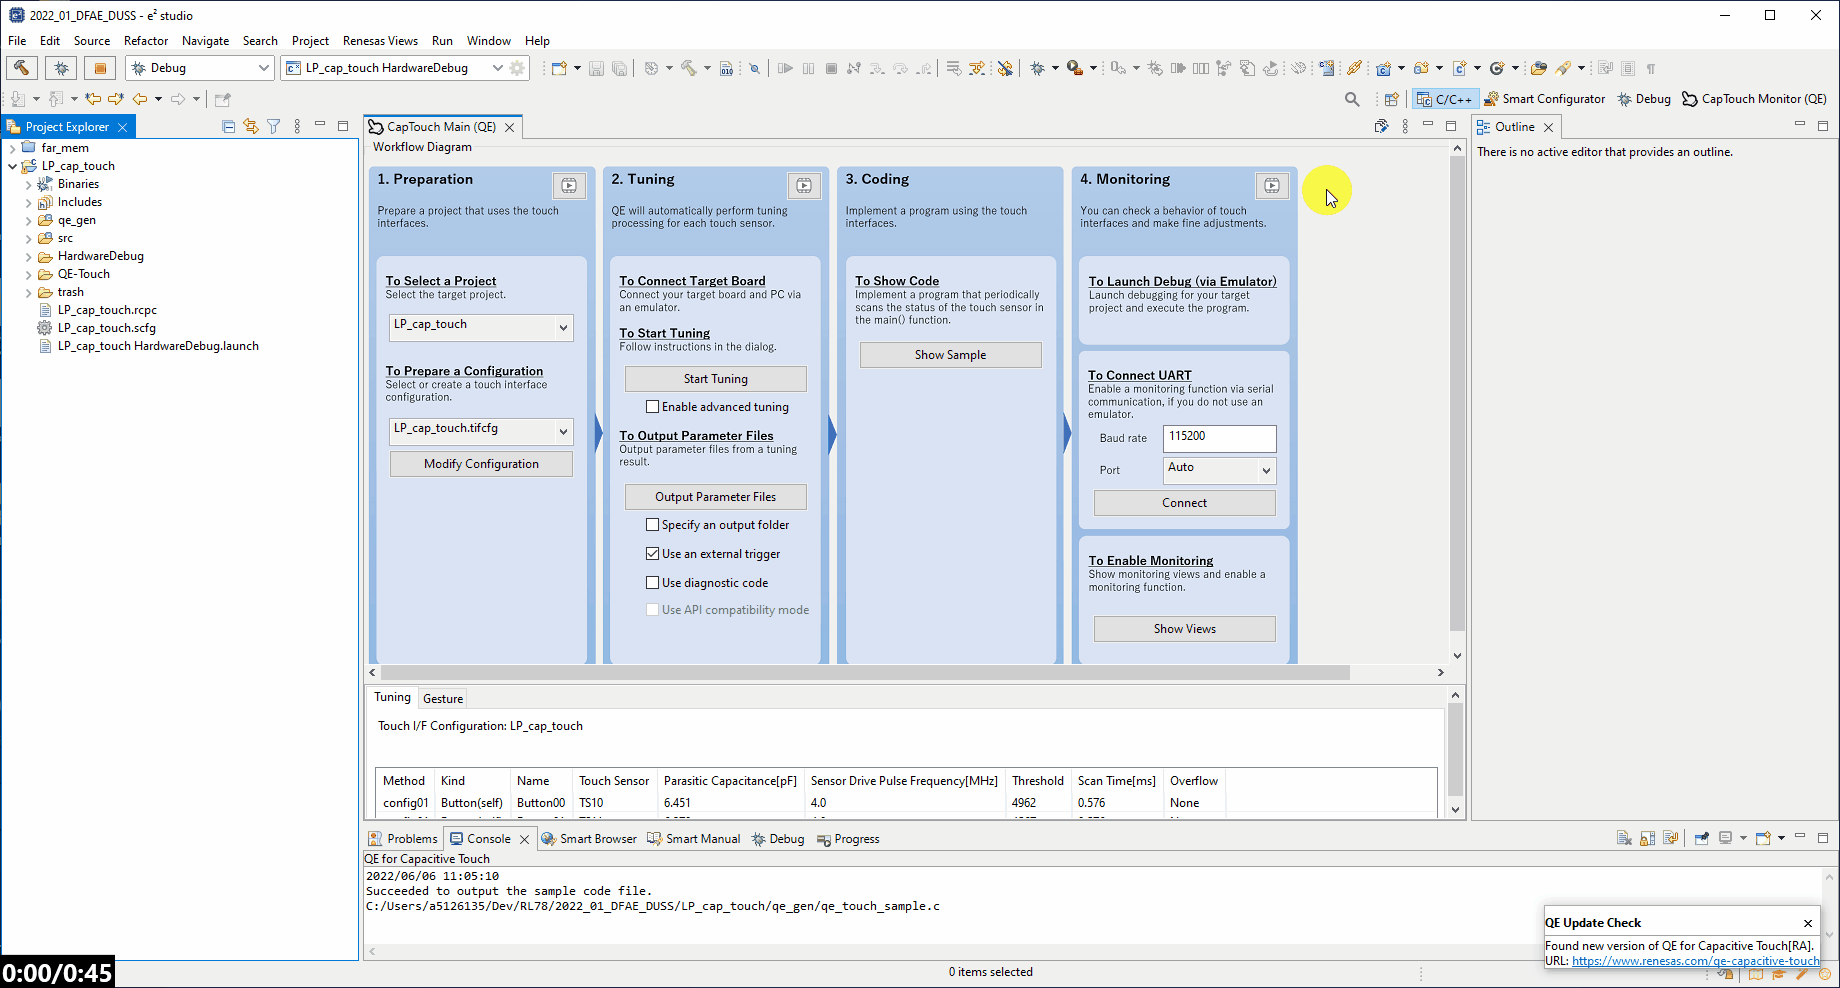 2022_01_DFAE_DUSS - e² studio
File Edit Source Refactor Navigate Search Project Renesas Views Run Window Help
Debug LP_cap_touch HardwareDebug
C/C++ Smart Configurator Debug CapTouch Monitor (QE)
Project Explorer
far_mem
LP_cap_touch
Binaries
Includes
qe_gen
src
HardwareDebug
QE-Touch
trash
LP_cap_touch.rcpc
LP_cap_touch.scfg
LP_cap_touch HardwareDebug.launch
CapTouch Main (QE)
Workflow Diagram
1. Preparation
Prepare a project that uses the touch
interfaces.
To Select a Project
Select the target project.
LP_cap_touch
To Prepare a Configuration
Select or create a touch interface
configuration.
LP_cap_touch.tifcfg
Modify Configuration
2. Tuning
QE will automatically perform tuning
processing for each touch sensor.
To Connect Target Board
Connect your target board and PC via
an emulator.
To Start Tuning
Follow instructions in the dialog.
Start Tuning
Enable advanced tuning
To Output Parameter Files
Output parameter files from a tuning
result.
Output Parameter Files
Specify an output folder
Use an external trigger
Use diagnostic code
Use API compatibility mode
3. Coding
Implement a program using the touch
interfaces.
To Show Code
Implement a program that periodically
scans the status of the touch sensor in
the main() function.
Show Sample
4. Monitoring
You can check a behavior of touch
interfaces and make fine adjustments.
To Launch Debug (via Emulator)
Launch debugging for your target
project and execute the program.
To Connect UART
Enable a monitoring function via serial
communication, if you do not use an
emulator.
Baud rate 115200
Port Auto
Connect
To Enable Monitoring
Show monitoring views and enable a
monitoring function.
Show Views
Outline
There is no active editor that provides an outline.
Tuning Gesture
Touch I/F Configuration: LP_cap_touch
Method Kind Name Touch Sensor Parasitic Capacitance[pF] Sensor Drive Pulse Frequency[MHz] Threshold Scan Time[ms] Overflow
config01 Button(self) Button00 TS10 6.451 4.0 4962 0.576 None
Problems Console Smart Browser Smart Manual Debug Progress
QE for Capacitive Touch
2022/06/06 11:05:10
Succeeded to output the sample code file.
C:/Users/a5126135/Dev/RL78/2022_01_DFAE_DUSS/LP_cap_touch/qe_gen/qe_touch_sample.c
QE Update Check
Found new version of QE for Capacitive Touch[RA].
URL: https://www.renesas.com/qe-capacitive-touch
0 items selected
0:00/0:45